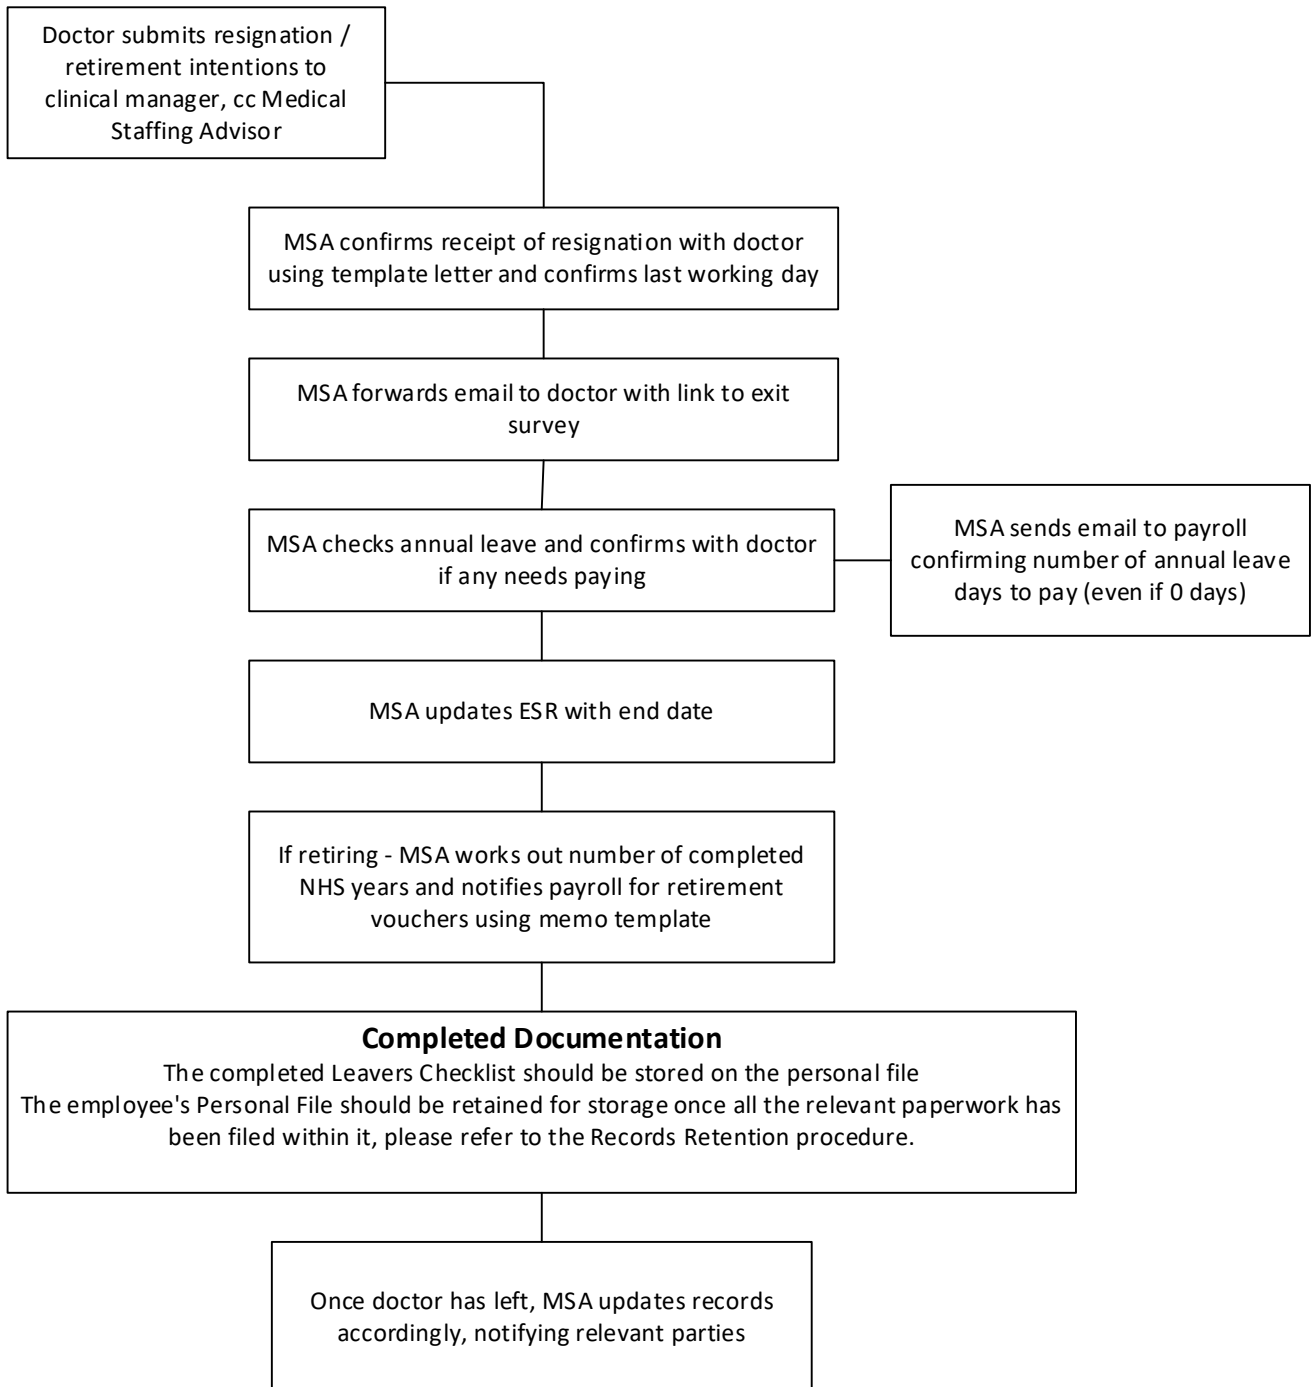 Doctor submits resignation /
retirement intentions to
clinical manager, cc Medical
Staffing Advisor
MSA confirms receipt of resignation with doctor
using template letter and confirms last working day
MSA forwards email to doctor with link to exit
survey
MSA checks annual leave and confirms with doctor
if any needs paying
MSA sends email to payroll
confirming number of annual leave
days to pay (even if 0 days)
MSA updates ESR with end date
If retiring - MSA works out number of completed
NHS years and notifies payroll for retirement
vouchers using memo template
Completed Documentation
The completed Leavers Checklist should be stored on the personal file
The employee's Personal File should be retained for storage once all the relevant paperwork has
been filed within it, please refer to the Records Retention procedure.
Once doctor has left, MSA updates records
accordingly, notifying relevant parties